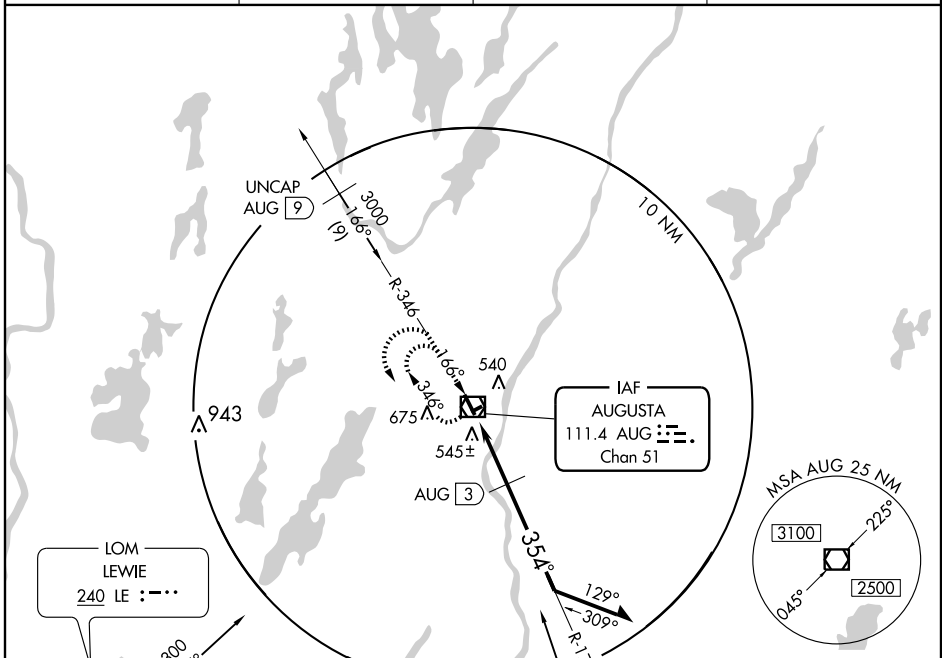 UNCAP
AUG 9
3000
166°
(9)
10 NM
R-346
166°
346°
540
675
545±
943
IAF
AUGUSTA
111.4 AUG
Chan 51
AUG 3
354°
129°
309°
MSA AUG 25 NM
3100
225°
2500
045°
LOM
LEWIE
240 LE